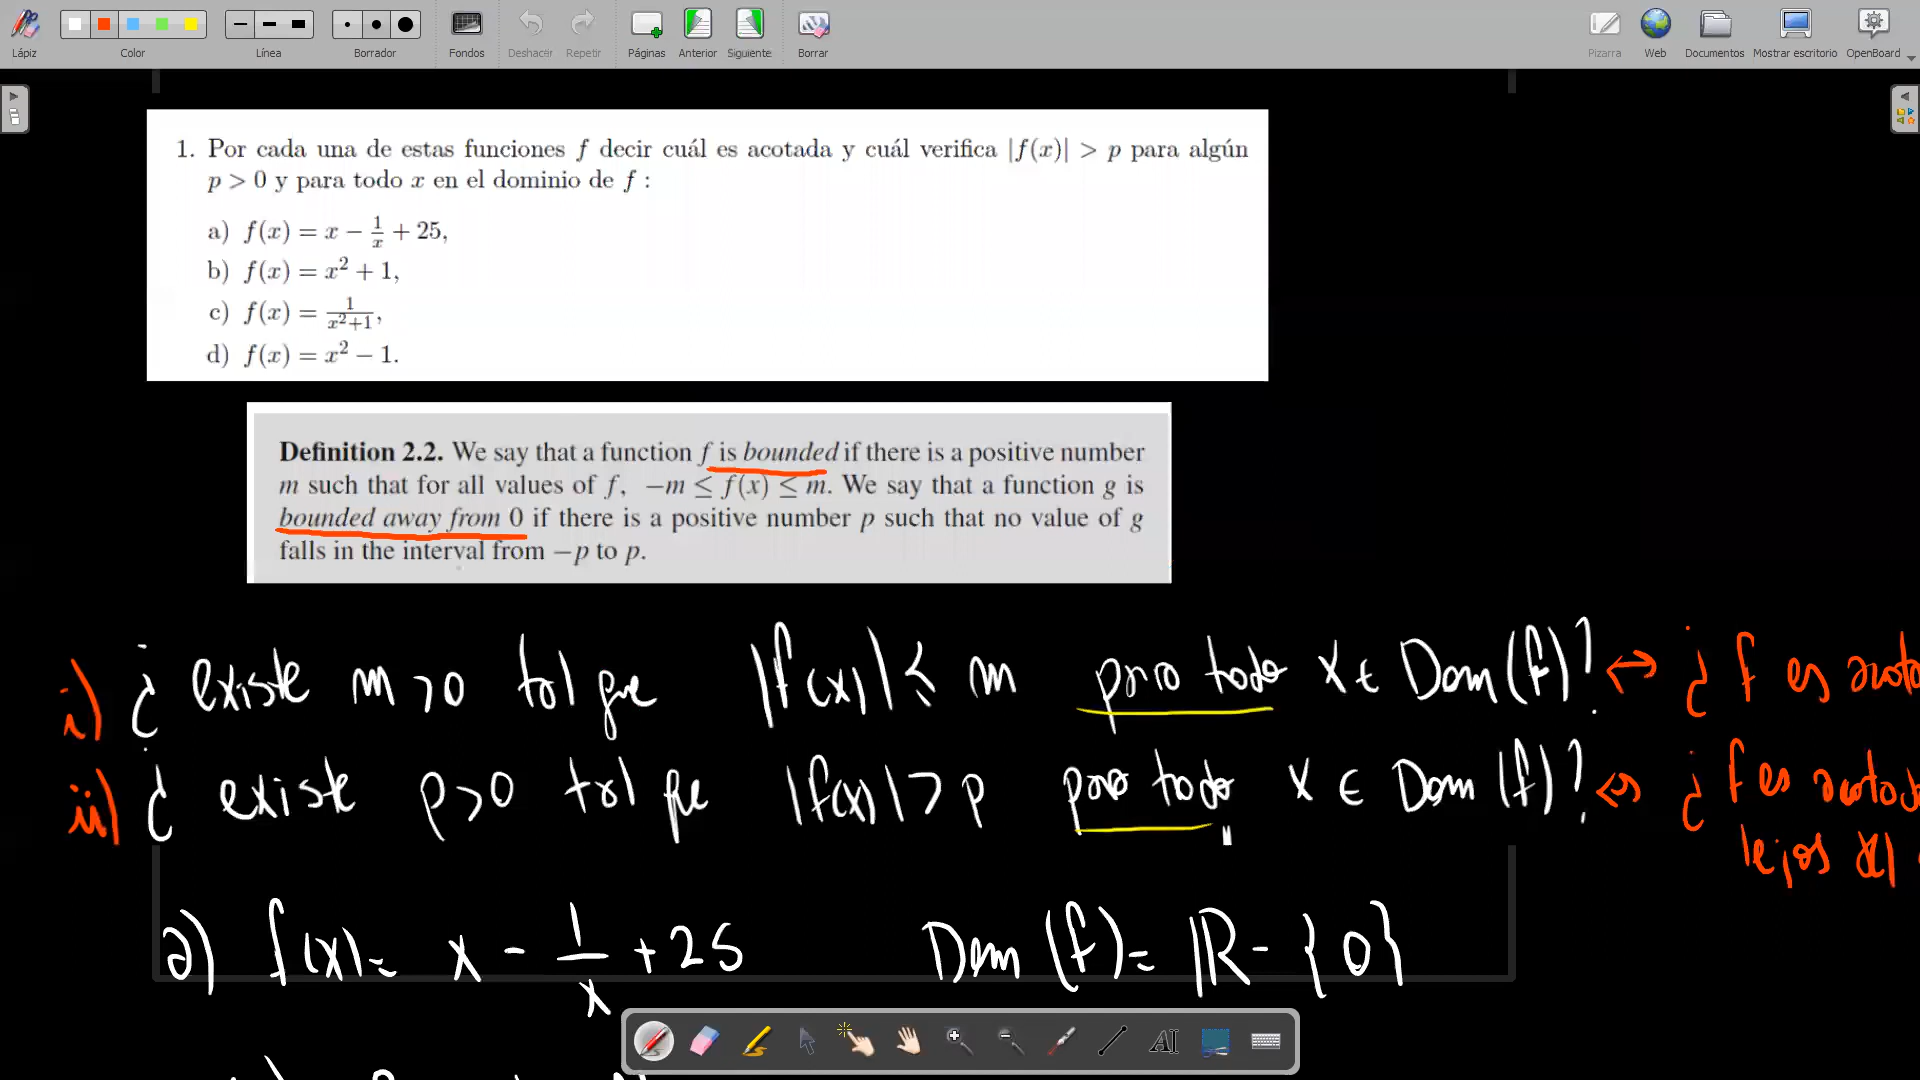 Lápiz Color Línea Borrador Fondos Deshacer Repetir Páginas Anterior Siguiente Borrar Pizarra Web Documentos Mostrar escritorio OpenBoard
1. Por cada una de estas funciones f decir cuál es acotada y cuál verifica |f(x)| > p para algún
p > 0 y para todo x en el dominio de f :
a) f(x) = x − 1/x + 25,
b) f(x) = x² + 1,
c) f(x) = 1/(x²+1),
d) f(x) = x² − 1.
Definition 2.2. We say that a function f is bounded if there is a positive number
m such that for all values of f, −m ≤ f(x) ≤ m. We say that a function g is
bounded away from 0 if there is a positive number p such that no value of g
falls in the interval from −p to p.
i) ¿ existe m > 0 tal que |f(x)| ≤ m para todo x ∈ Dom(f)? ↔ ¿ f es
ii) ¿ existe p > 0 tal que |f(x)| > p para todo x ∈ Dom(f)? ↔ ¿ f es
lejos del
a) f(x) = x − 1/x + 25 Dom(f) = ℝ − {0}
AI